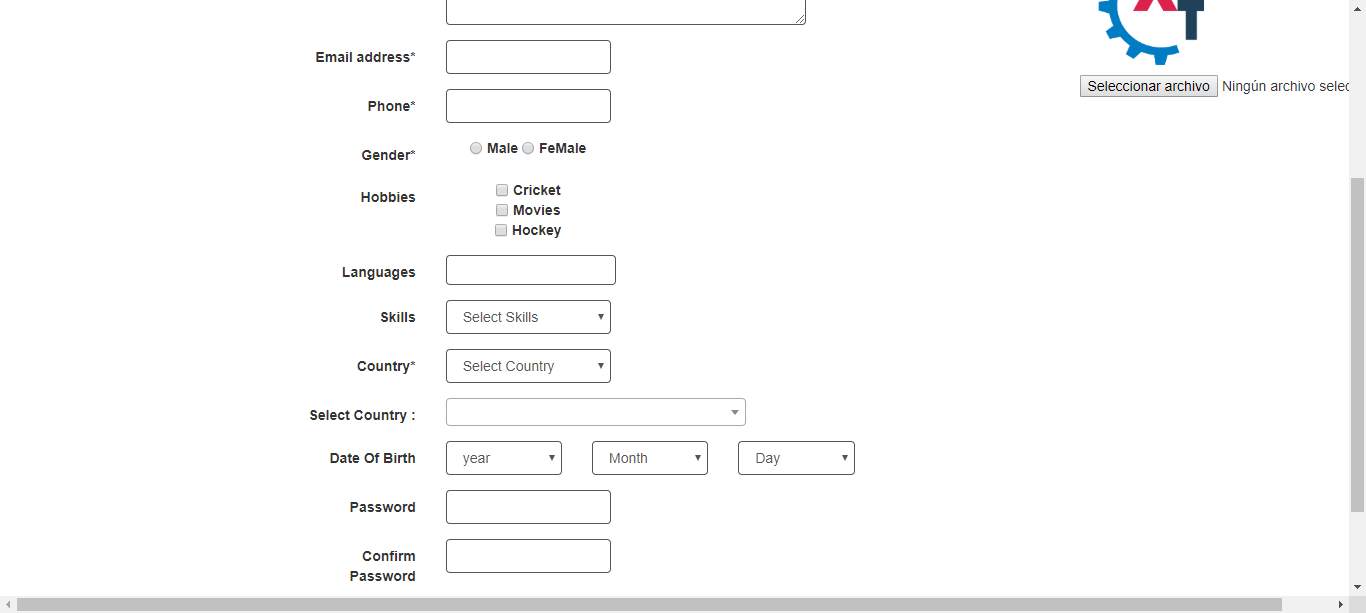 Email address*
Seleccionar archivo Ningún archivo selec
Phone*
Gender* Male FeMale
Hobbies Cricket
Movies
Hockey
Languages
Skills Select Skills
Country* Select Country
Select Country :
Date Of Birth year Month Day
Password
Confirm
Password